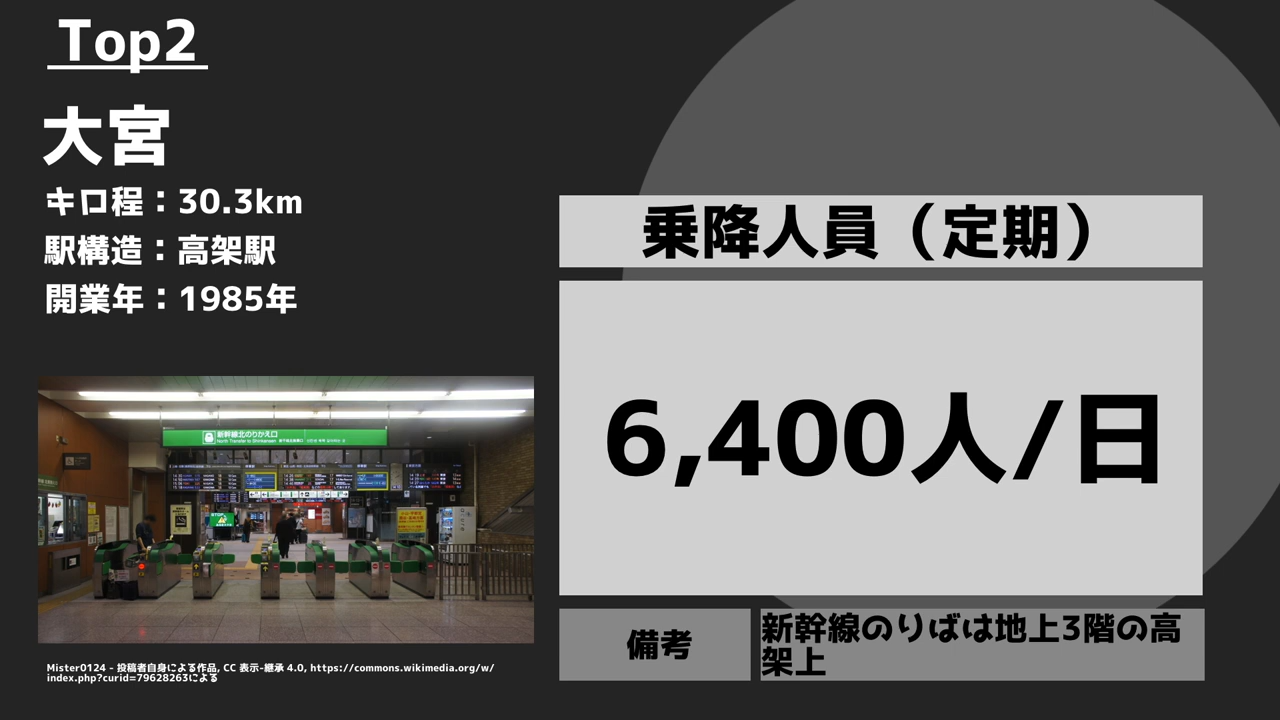 Top2
大宮
キロ程：30.3km
駅構造：高架駅
開業年：1985年
乗降人員（定期）
6,400人/日
備考
新幹線のりばは地上3階の高
架上
新幹線北のりかえ口
North Transfer to Shinkansen
Mister0124 - 投稿者自身による作品, CC 表示-継承 4.0, https://commons.wikimedia.org/w/
index.php?curid=79628263による